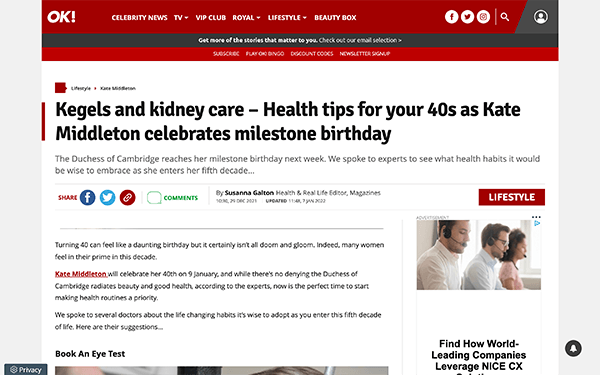 OK!
CELEBRITY NEWS TV VIP CLUB ROYAL LIFESTYLE BEAUTY BOX
Get more of the stories that matter to you. Check out our email selection >
SUBSCRIBE PLAY OK! BINGO DISCOUNT CODES NEWSLETTER SIGNUP
Lifestyle Kate Middleton
Kegels and kidney care – Health tips for your 40s as Kate
Middleton celebrates milestone birthday
The Duchess of Cambridge reaches her milestone birthday next week. We spoke to experts to see what health habits it would
be wise to embrace as she enters her fifth decade...
SHARE COMMENTS By Susanna Galton Health & Real Life Editor, Magazines LIFESTYLE
10:90, 29 DEC 2021 UPDATED 11:48, 7 JAN 2022
ADVERTISEMENT
Turning 40 can feel like a daunting birthday but it certainly isn't all doom and gloom. Indeed, many women
feel in their prime in this decade.
Kate Middleton will celebrate her 40th on 9 January, and while there's no denying the Duchess of
Cambridge radiates beauty and good health, according to the experts, now is the perfect time to start
making health routines a priority.
We spoke to several doctors about the life changing habits it's wise to adopt as you enter this fifth decade
of life. Here are their suggestions...
Book An Eye Test
Find How World-
Leading Companies
Leverage NICE CX
Privacy